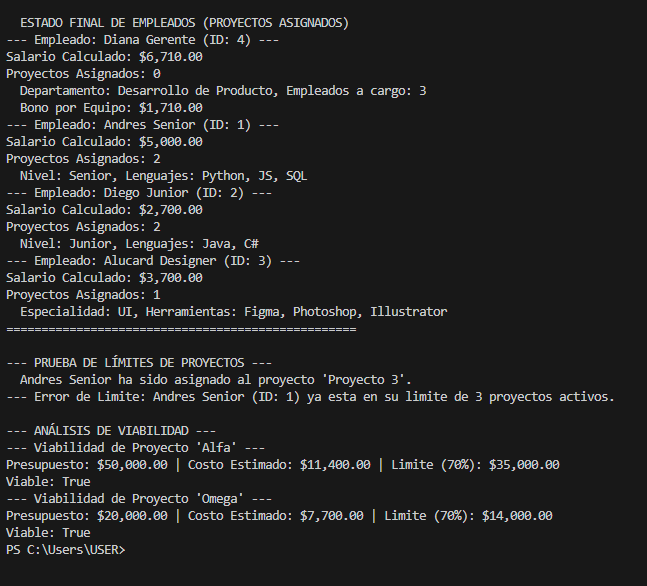 ESTADO FINAL DE EMPLEADOS (PROYECTOS ASIGNADOS)
--- Empleado: Diana Gerente (ID: 4) ---
Salario Calculado: $6,710.00
Proyectos Asignados: 0
Departamento: Desarrollo de Producto, Empleados a cargo: 3
Bono por Equipo: $1,710.00
--- Empleado: Andres Senior (ID: 1) ---
Salario Calculado: $5,000.00
Proyectos Asignados: 2
Nivel: Senior, Lenguajes: Python, JS, SQL
--- Empleado: Diego Junior (ID: 2) ---
Salario Calculado: $2,700.00
Proyectos Asignados: 2
Nivel: Junior, Lenguajes: Java, C#
--- Empleado: Alucard Designer (ID: 3) ---
Salario Calculado: $3,700.00
Proyectos Asignados: 1
Especialidad: UI, Herramientas: Figma, Photoshop, Illustrator
==================================================
--- PRUEBA DE LÍMITES DE PROYECTOS ---
Andres Senior ha sido asignado al proyecto 'Proyecto 3'.
--- Error de Limite: Andres Senior (ID: 1) ya esta en su limite de 3 proyectos activos.
--- ANÁLISIS DE VIABILIDAD ---
--- Viabilidad de Proyecto 'Alfa' ---
Presupuesto: $50,000.00 | Costo Estimado: $11,400.00 | Limite (70%): $35,000.00
Viable: True
--- Viabilidad de Proyecto 'Omega' ---
Presupuesto: $20,000.00 | Costo Estimado: $7,700.00 | Limite (70%): $14,000.00
Viable: True
PS C:\Users\USER>